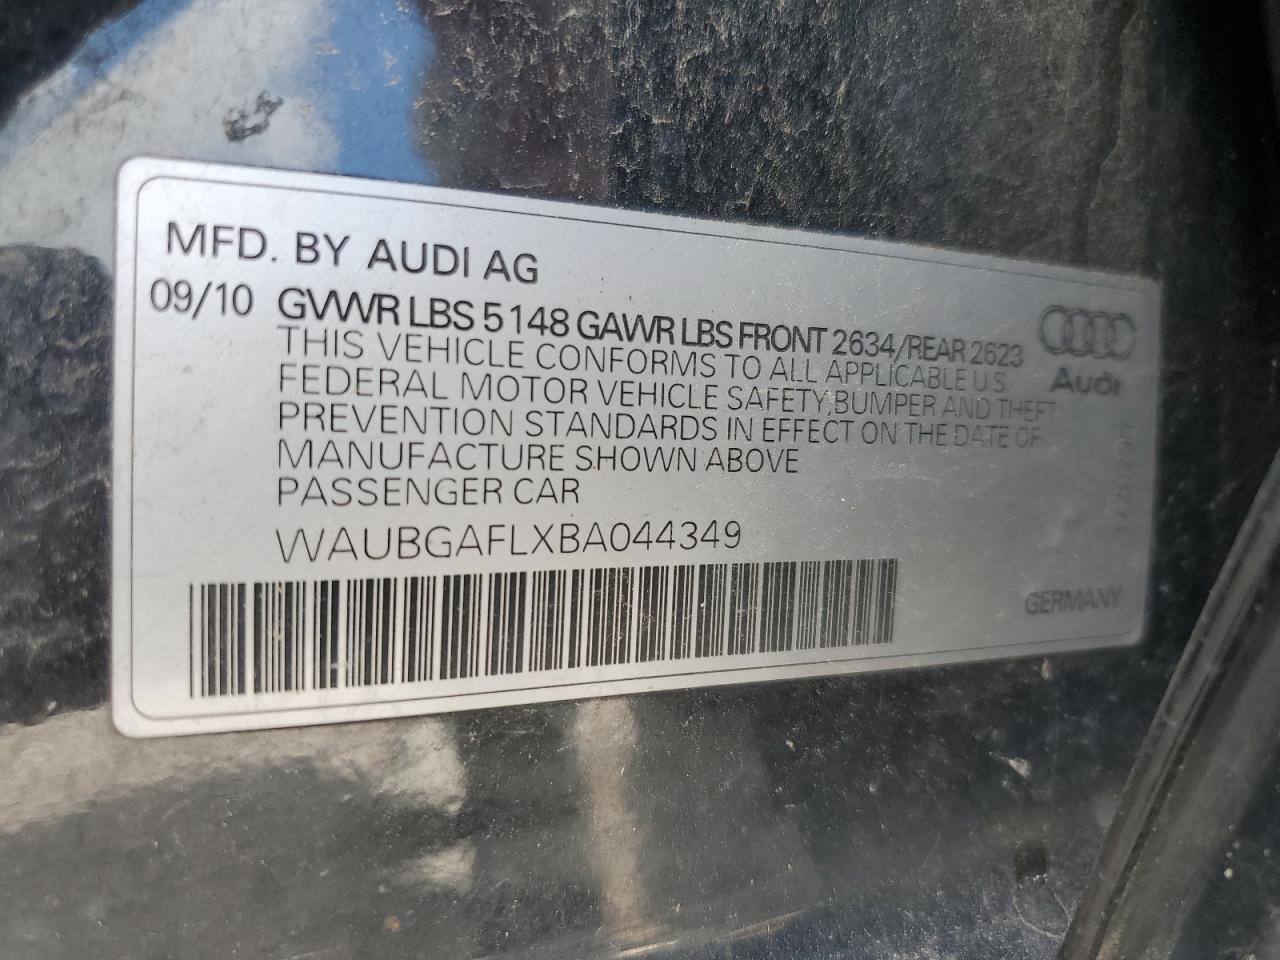 MFD. BY AUDI AG
09/10 GVWR LBS 5148 GAWR LBS FRONT 2634/REAR 2623
THIS VEHICLE CONFORMS TO ALL APPLICABLE US
FEDERAL MOTOR VEHICLE SAFETY,BUMPER AND THEFT
PREVENTION STANDARDS IN EFFECT ON THE DATE OF
MANUFACTURE SHOWN ABOVE
PASSENGER CAR
WAUBGAFLXBA044349
Audi
GERMANY